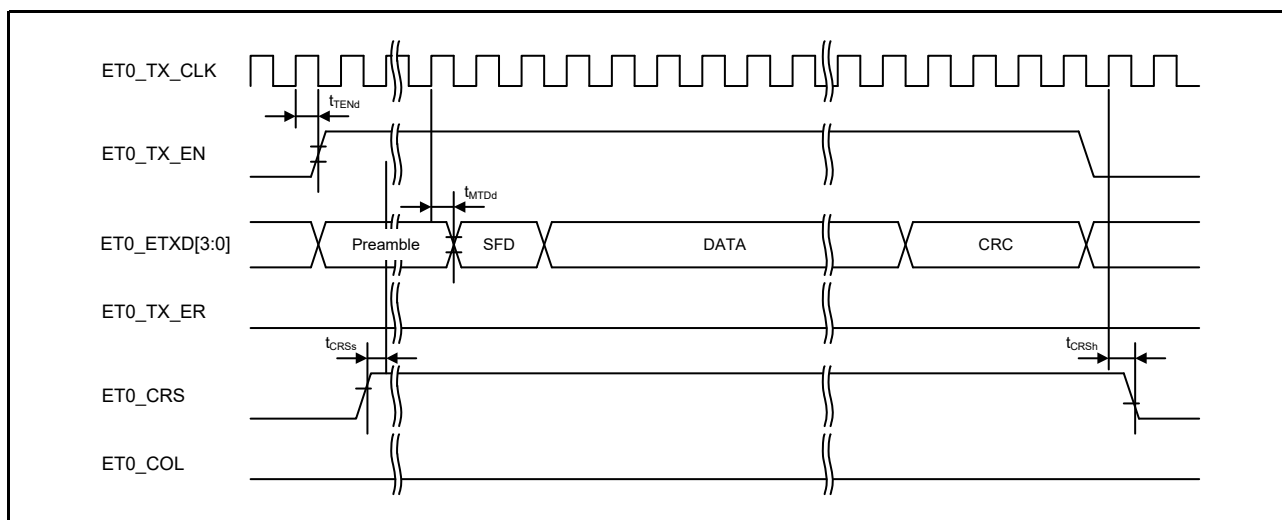 ET0_TX_CLK
tTENd
ET0_TX_EN
tMTDd
ET0_ETXD[3:0]
Preamble
SFD
DATA
CRC
ET0_TX_ER
tCRSs
tCRSh
ET0_CRS
ET0_COL